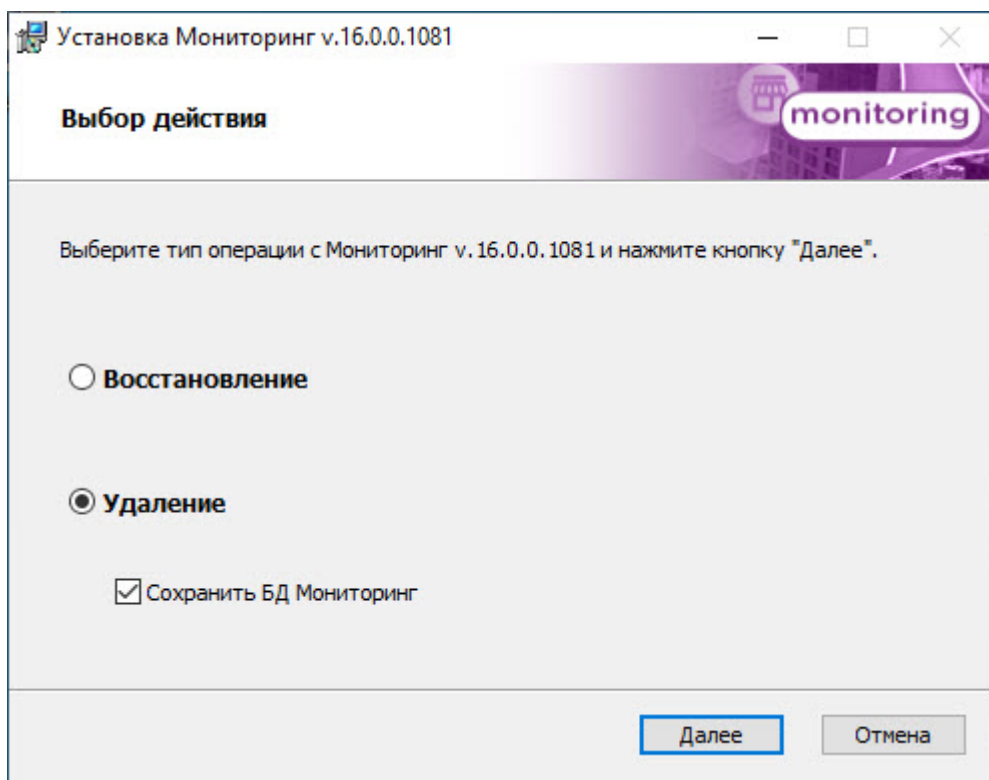 Установка Мониторинг v.16.0.0.1081
Выбор действия
monitoring
Выберите тип операции с Мониторинг v.16.0.0.1081 и нажмите кнопку "Далее".
Восстановление
Удаление
Сохранить БД Мониторинг
Далее
Отмена